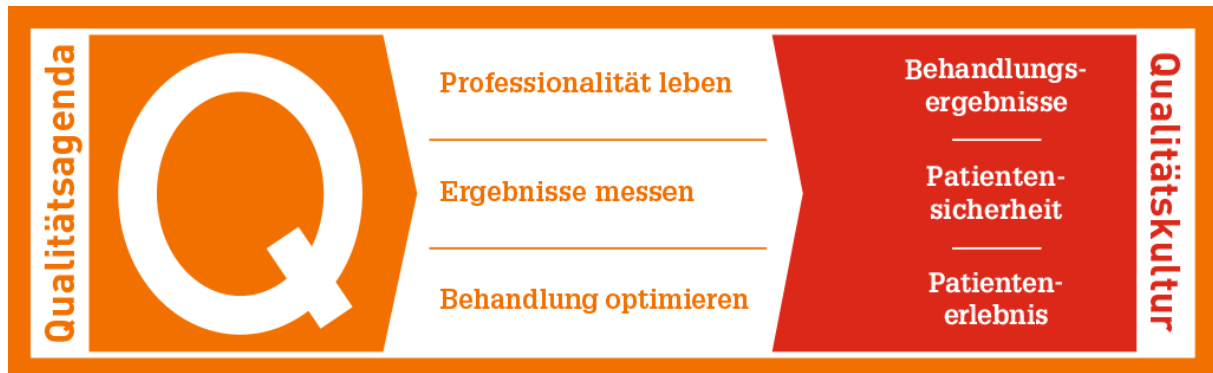 Qualitätsagenda
Q
Professionalität leben
Ergebnisse messen
Behandlung optimieren
Behandlungs-
ergebnisse
Patienten-
sicherheit
Patienten-
erlebnis
Qualitätskultur